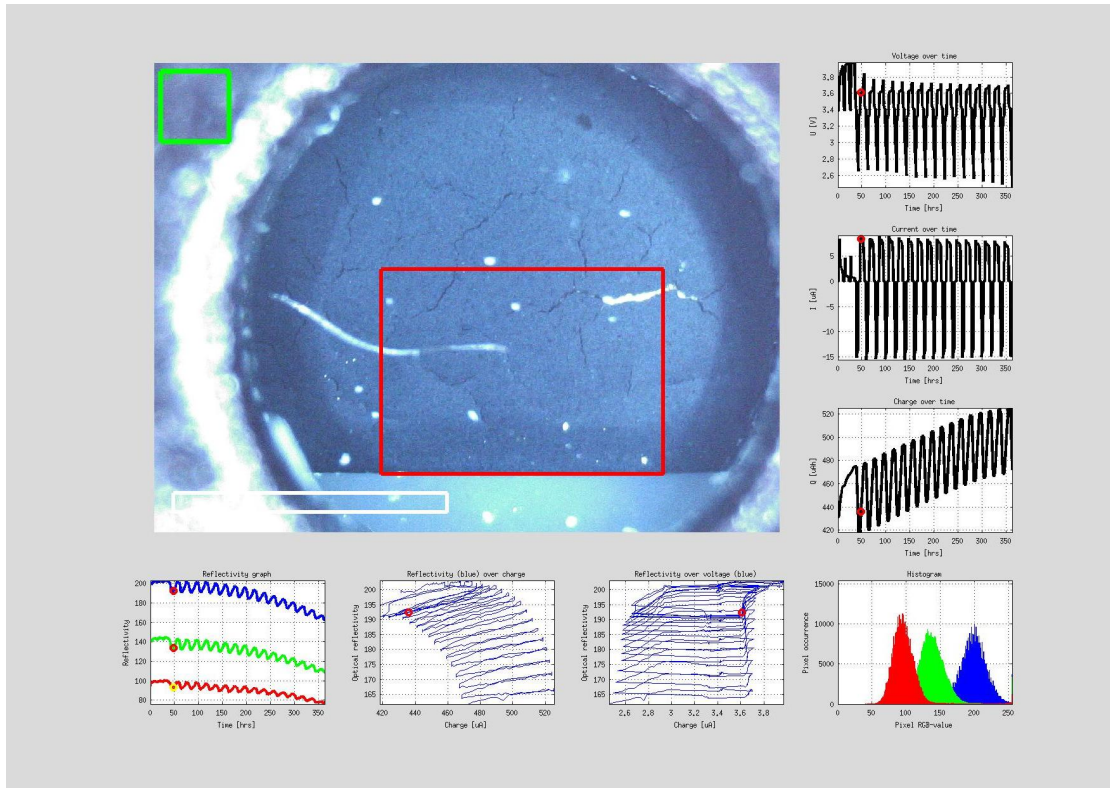 Voltage over time
3.8
3.6
3.4
3.2
3
2.8
2.6
U [V]
0 50 100 150 200 250 300 350
Time [hrs]
Current over time
5
0
−5
−10
−15
I [uA]
0 50 100 150 200 250 300 350
Time [hrs]
Charge over time
520
500
480
460
440
420
Q [uAh]
0 50 100 150 200 250 300 350
Time [hrs]
Reflectivity graph
200
180
160
140
120
100
80
Reflectivity
0 50 100 150 200 250 300 350
Time [hrs]
Reflectivity (blue) over charge
200
195
190
185
180
175
170
165
Optical reflectivity
420 440 460 480 500 520
Charge [uA]
Reflectivity over voltage (blue)
200
195
190
185
180
175
170
165
Optical reflectivity
2.6 2.8 3 3.2 3.4 3.6 3.8
Charge [uA]
Histogram
15000
10000
5000
0
Pixel occurrence
0 50 100 150 200 250
Pixel RGB-value